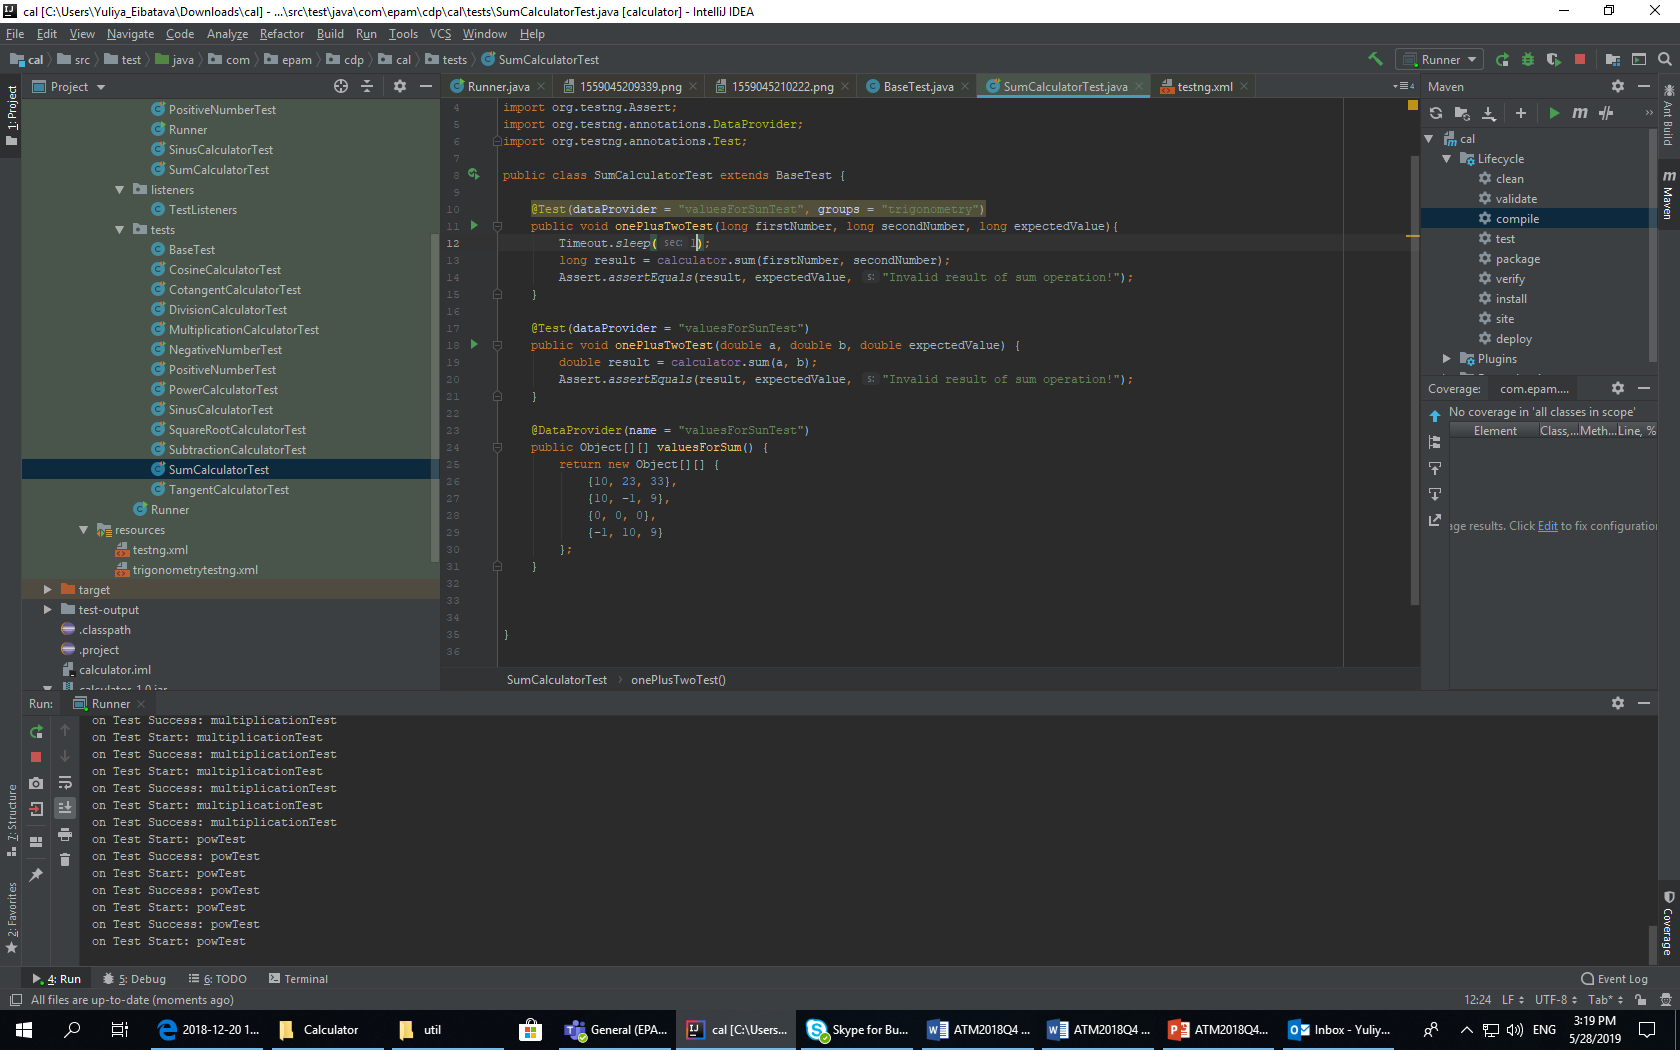 cal [C:\Users\Yuliya_Eibatava\Downloads\cal] - ...\src\test\java\com\epam\cdp\cal\tests\SumCalculatorTest.java [calculator] - IntelliJ IDEA
File Edit View Navigate Code Analyze Refactor Build Run Tools VCS Window Help
cal src test java com epam cdp cal tests SumCalculatorTest
Runner
Project
Runner.java 1559045209339.png 1559045210222.png BaseTest.java SumCalculatorTest.java testng.xml
1: Project
PositiveNumberTest
Runner
SinusCalculatorTest
SumCalculatorTest
listeners
TestListeners
tests
BaseTest
CosineCalculatorTest
CotangentCalculatorTest
DivisionCalculatorTest
MultiplicationCalculatorTest
NegativeNumberTest
PositiveNumberTest
PowerCalculatorTest
SinusCalculatorTest
SquareRootCalculatorTest
SubtractionCalculatorTest
SumCalculatorTest
TangentCalculatorTest
Runner
resources
testng.xml
trigonometrytestng.xml
target
test-output
.classpath
.project
calculator.iml
calculator-1.0.jar
4 import org.testng.Assert;
5 import org.testng.annotations.DataProvider;
6 import org.testng.annotations.Test;
7
8 public class SumCalculatorTest extends BaseTest {
9
10 @Test(dataProvider = "valuesForSunTest", groups = "trigonometry")
11 public void onePlusTwoTest(long firstNumber, long secondNumber, long expectedValue){
12 Timeout.sleep( sec: 1);
13 long result = calculator.sum(firstNumber, secondNumber);
14 Assert.assertEquals(result, expectedValue, s: "Invalid result of sum operation!");
15 }
16
17 @Test(dataProvider = "valuesForSunTest")
18 public void onePlusTwoTest(double a, double b, double expectedValue) {
19 double result = calculator.sum(a, b);
20 Assert.assertEquals(result, expectedValue, s: "Invalid result of sum operation!");
21 }
22
23 @DataProvider(name = "valuesForSunTest")
24 public Object[][] valuesForSum() {
25 return new Object[][] {
26 {10, 23, 33},
27 {10, -1, 9},
28 {0, 0, 0},
29 {-1, 10, 9}
30 };
31 }
32
33
34
35 }
36
SumCalculatorTest onePlusTwoTest()
Maven
cal
Lifecycle
clean
validate
compile
test
package
verify
install
site
deploy
Plugins
Ant Build
Maven
Coverage: com.epam....
No coverage in 'all classes in scope'
Element Class,... Meth... Line, %
age results. Click Edit to fix configuration
Coverage
Run: Runner
on Test Success: multiplicationTest
on Test Start: multiplicationTest
on Test Success: multiplicationTest
on Test Start: multiplicationTest
on Test Success: multiplicationTest
on Test Start: multiplicationTest
on Test Success: multiplicationTest
on Test Start: powTest
on Test Success: powTest
on Test Start: powTest
on Test Success: powTest
on Test Start: powTest
on Test Success: powTest
on Test Start: powTest
7: Structure
2: Favorites
4: Run 5: Debug 6: TODO Terminal Event Log
All files are up-to-date (moments ago) 12:24 LF UTF-8 Tab*
2018-12-20 1... Calculator util General (EPA... cal [C:\Users... Skype for Bu... ATM2018Q4 ... ATM2018Q4 ... ATM2018Q4... Inbox - Yuliy... ENG
3:19 PM
5/28/2019